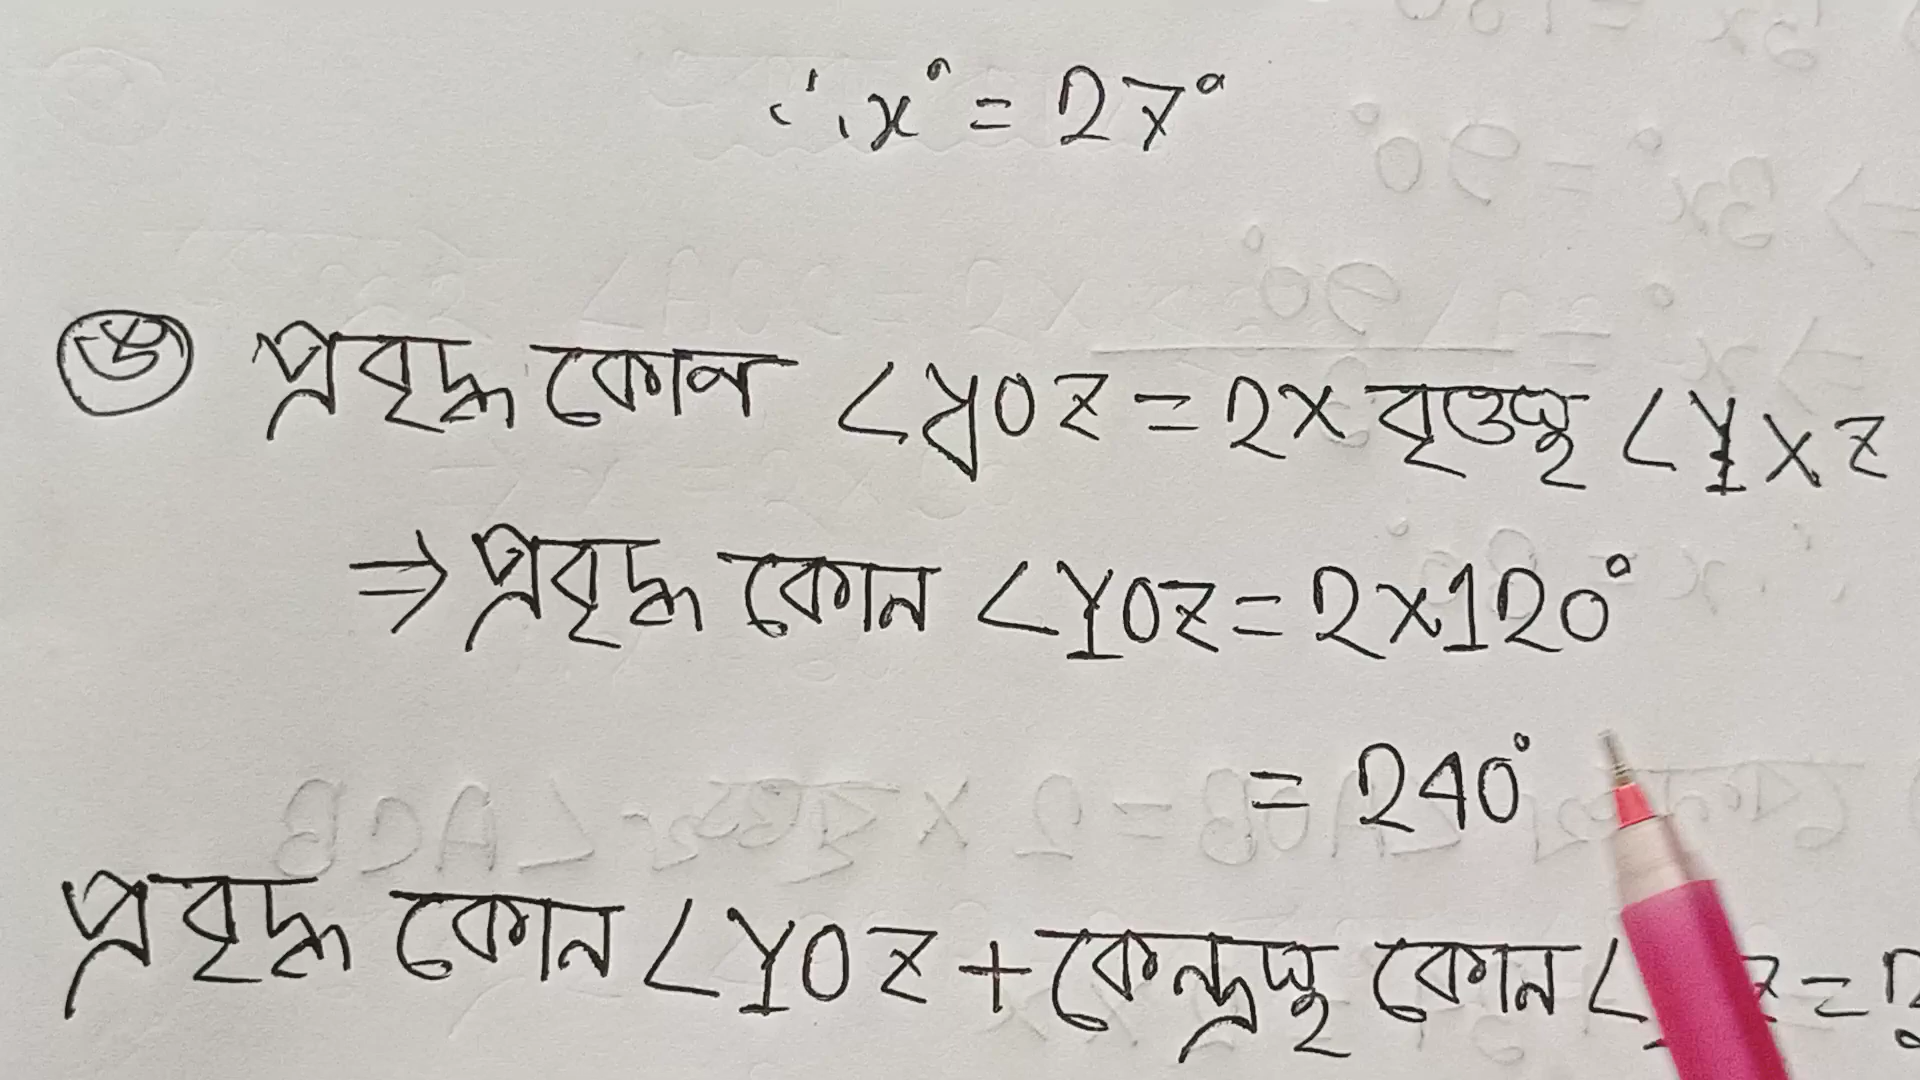 ∴ x° = 27°
ঙ প্রবৃদ্ধ কোন ∠YOZ = 2× বৃত্তস্থ ∠YXZ
⇒ প্রবৃদ্ধ কোন ∠YOZ = 2×120°
= 240°
প্রবৃদ্ধ কোন ∠YOZ + কেন্দ্রস্থ কোন ∠ Z =